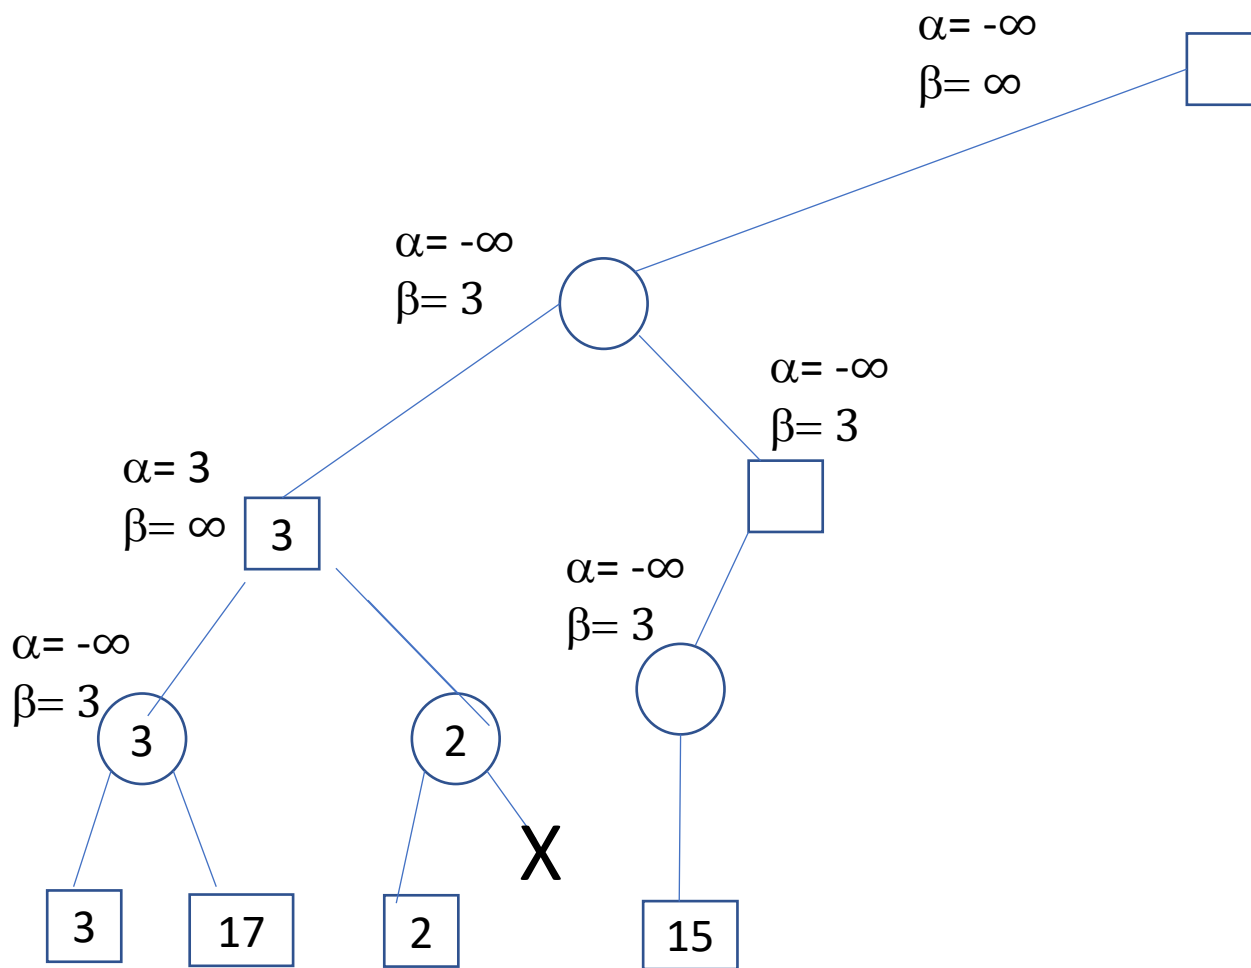 α= -∞
β= ∞
α= -∞
β= 3
α= -∞
β= 3
α= 3
β= ∞
3
α= -∞
β= 3
α= -∞
β= 3
3
2
X
3
17
2
15